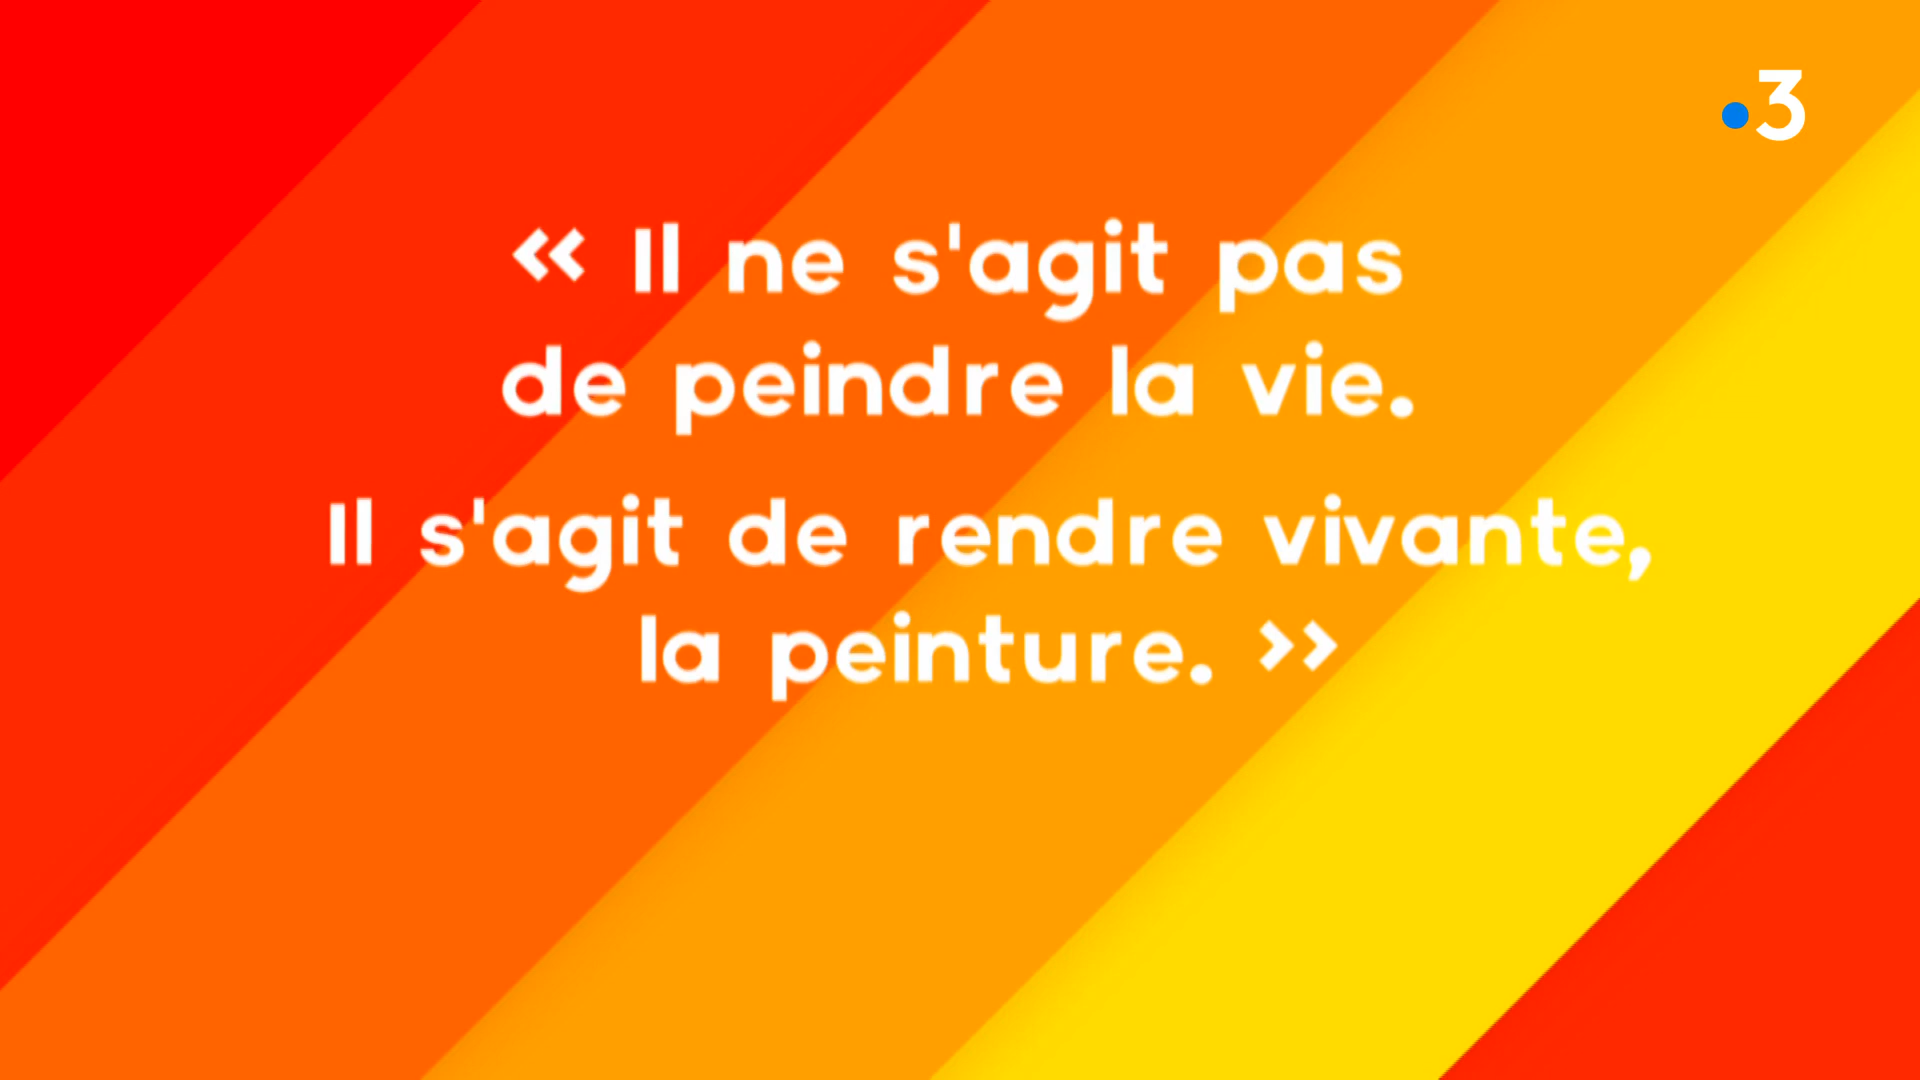 .3
« Il ne s'agit pas
de peindre la vie.
Il s'agit de rendre vivante,
la peinture. »